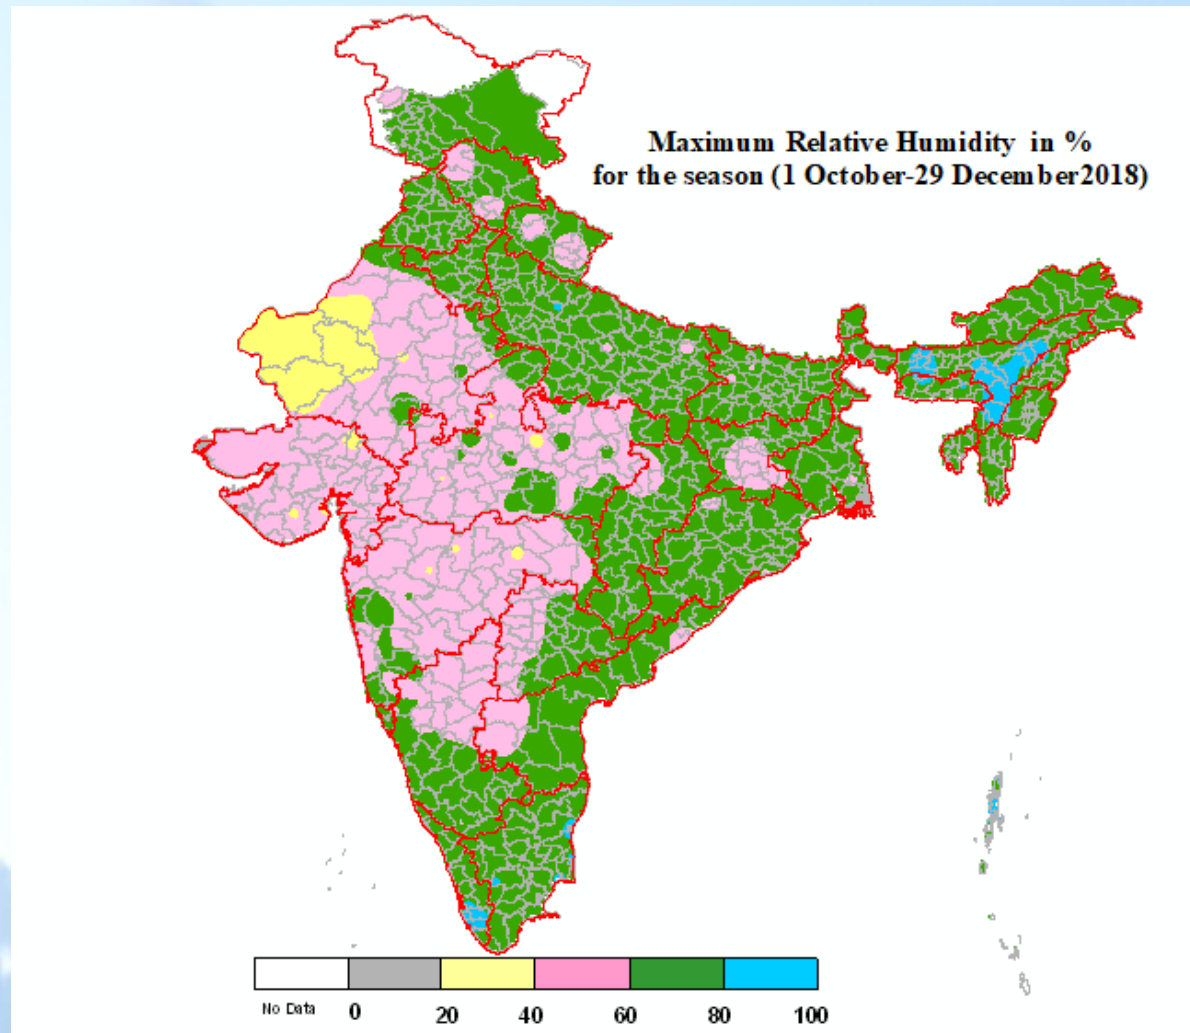 Maximum Relative Humidity in %
for the season (1 October-29 December2018)
No Data 0 20 40 60 80 100